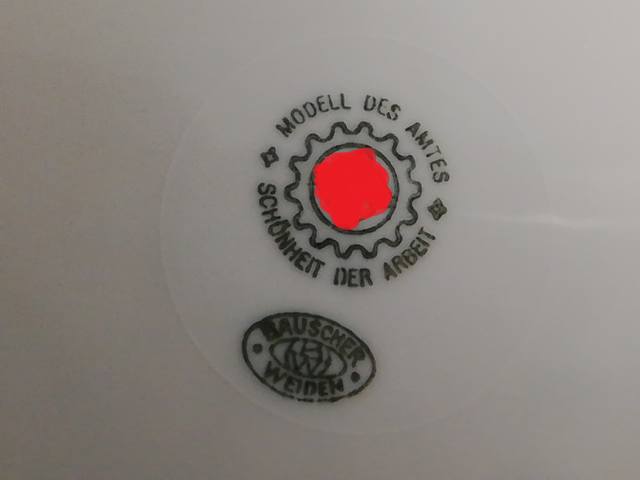 MODELL DES AMTES
SCHÖNHEIT DER ARBEIT
BAUSCHER
WEIDEN